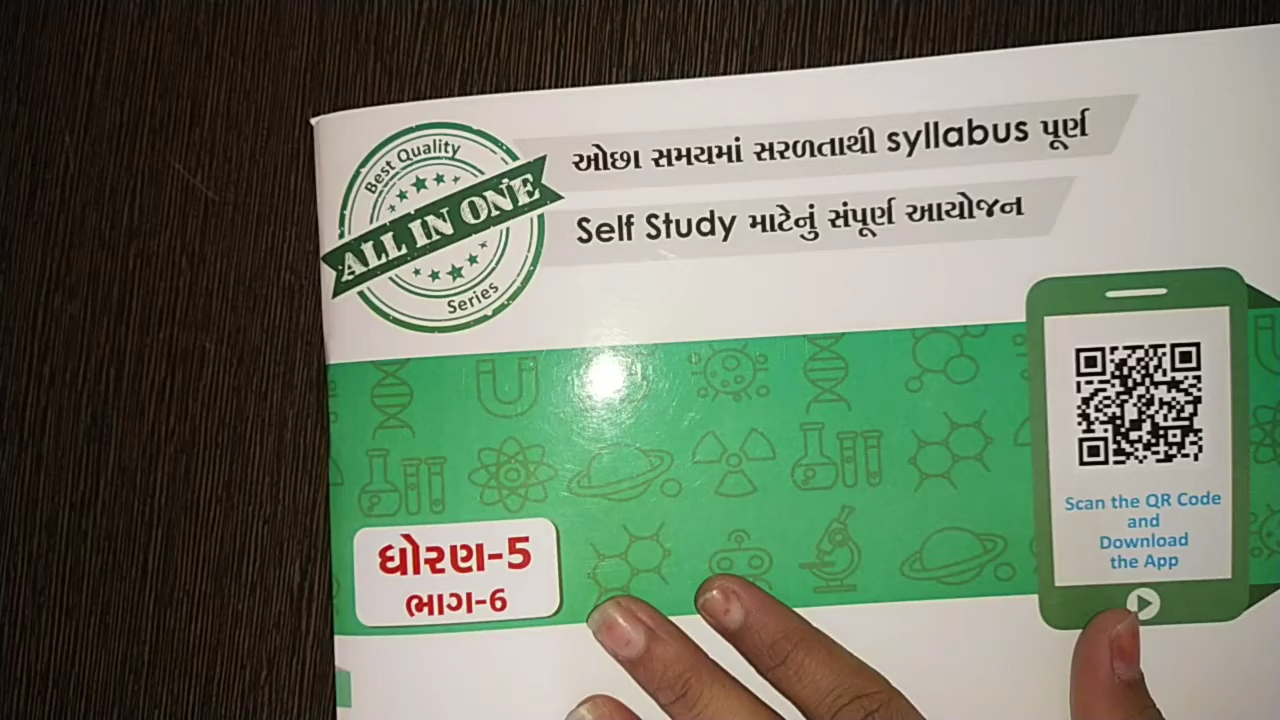 Best Quality
ALL IN ONE
Series
ઓછા સમયમાં સરળતાથી syllabus પૂર્ણ
Self Study માટેનું સંપૂર્ણ આયોજન
ધોરણ-5
ભાગ-6
Scan the QR Code
and
Download
the App